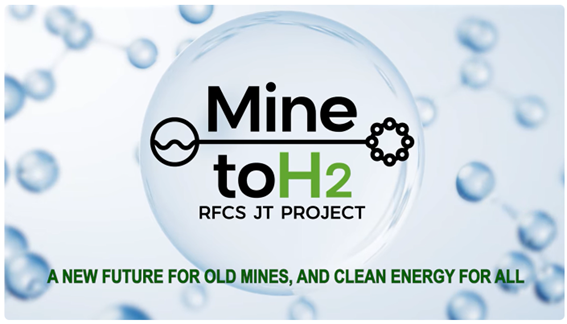 Mine
toH2
RFCS JT PROJECT
A NEW FUTURE FOR OLD MINES, AND CLEAN ENERGY FOR ALL